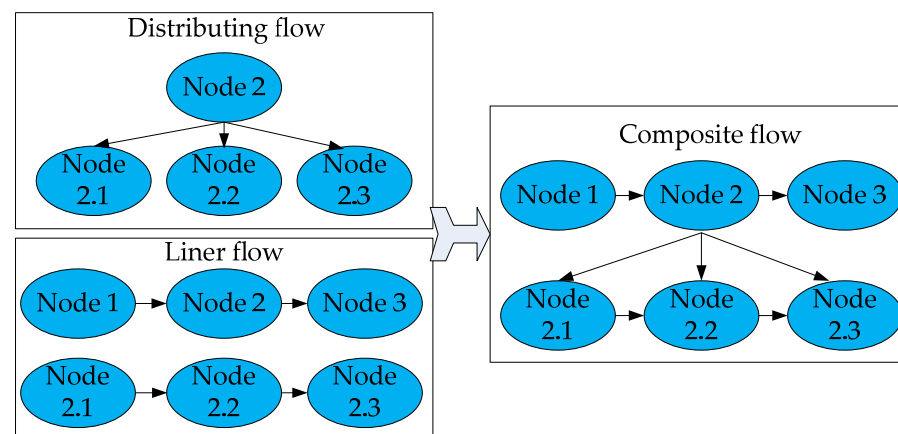 Distributing flow
Node 2
Node
2.1
Node
2.2
Node
2.3
Liner flow
Node 1
Node 2
Node 3
Node
2.1
Node
2.2
Node
2.3
Composite flow
Node 1
Node 2
Node 3
Node
2.1
Node
2.2
Node
2.3